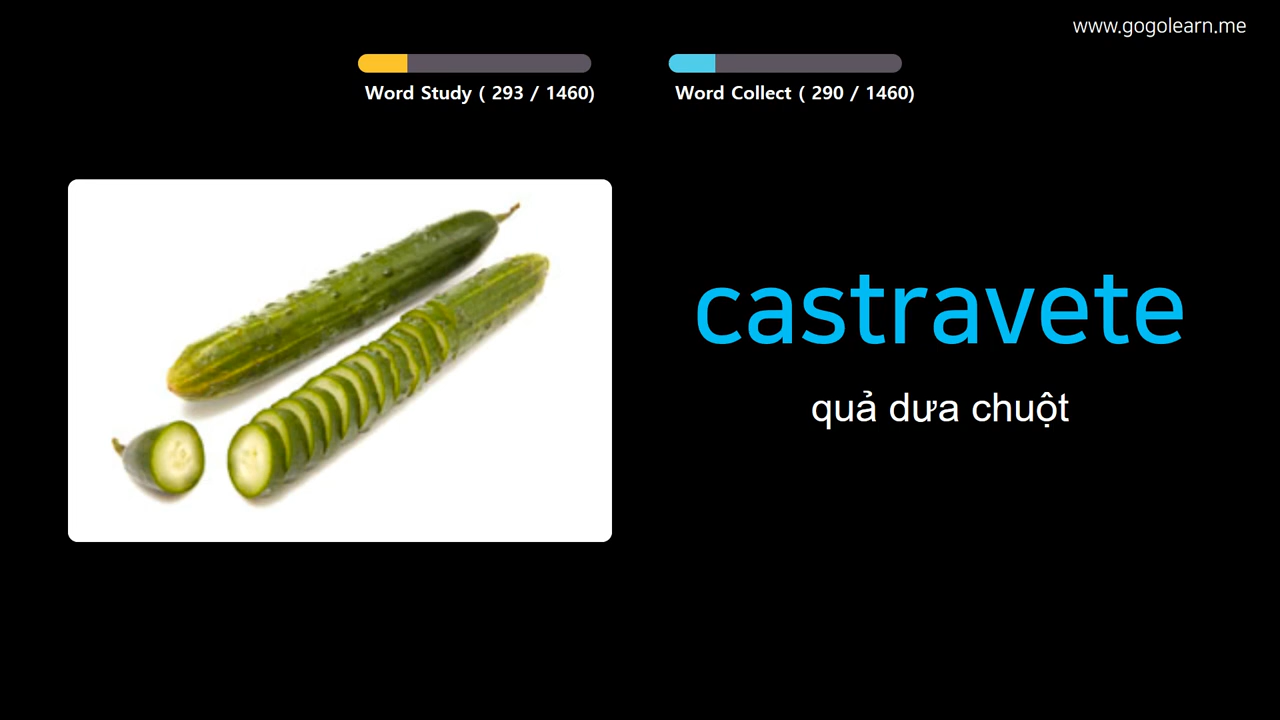 www.gogolearn.me
Word Study ( 293 / 1460)
Word Collect ( 290 / 1460)
castravete
quả dưa chuột